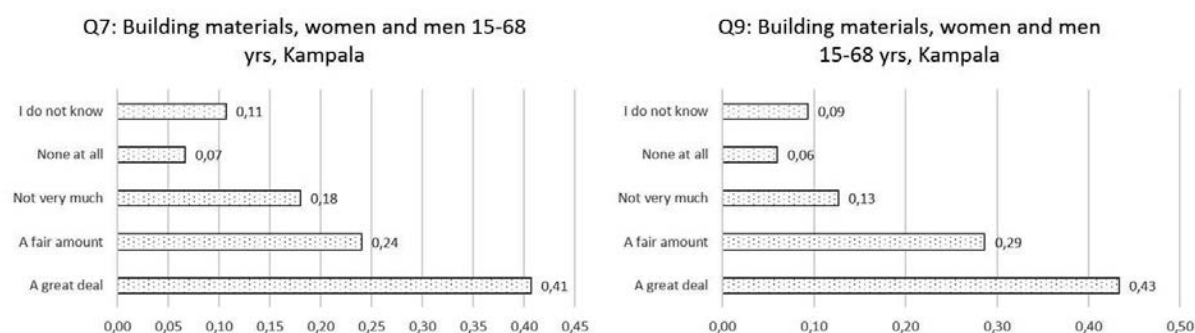 Q7: Building materials, women and men 15-68
yrs, Kampala
I do not know
0,11
None at all
0,07
Not very much
0,18
A fair amount
0,24
A great deal
0,41
0,00 0,05 0,10 0,15 0,20 0,25 0,30 0,35 0,40 0,45
Q9: Building materials, women and men
15-68 yrs, Kampala
I do not know
0,09
None at all
0,06
Not very much
0,13
A fair amount
0,29
A great deal
0,43
0,00 0,10 0,20 0,30 0,40 0,50